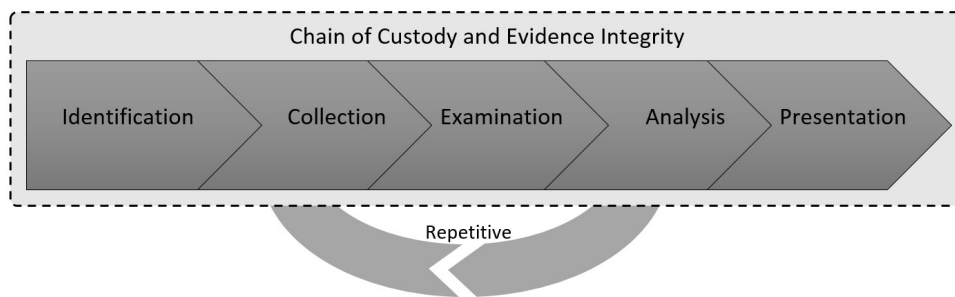 Chain of Custody and Evidence Integrity
Identification Collection Examination Analysis Presentation
Repetitive